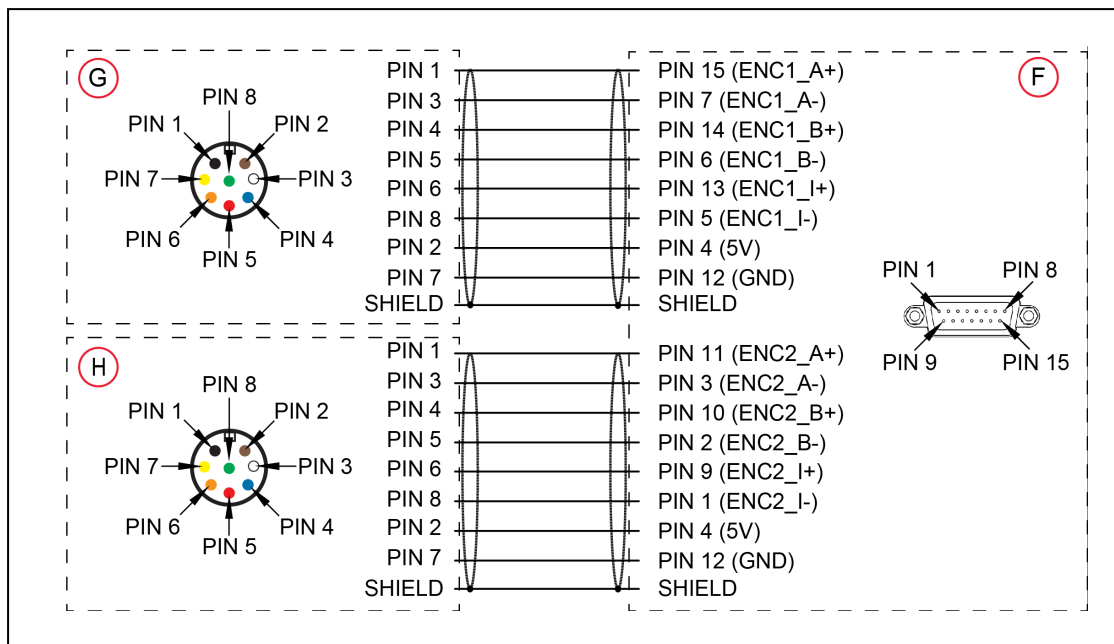 G
PIN 8
PIN 1
PIN 2
PIN 7
PIN 3
PIN 6
PIN 4
PIN 5
PIN 1 PIN 15 (ENC1_A+)
PIN 3 PIN 7 (ENC1_A-)
PIN 4 PIN 14 (ENC1_B+)
PIN 5 PIN 6 (ENC1_B-)
PIN 6 PIN 13 (ENC1_I+)
PIN 8 PIN 5 (ENC1_I-)
PIN 2 PIN 4 (5V)
PIN 7 PIN 12 (GND)
SHIELD SHIELD
H
PIN 8
PIN 1
PIN 2
PIN 7
PIN 3
PIN 6
PIN 4
PIN 5
PIN 1 PIN 11 (ENC2_A+)
PIN 3 PIN 3 (ENC2_A-)
PIN 4 PIN 10 (ENC2_B+)
PIN 5 PIN 2 (ENC2_B-)
PIN 6 PIN 9 (ENC2_I+)
PIN 8 PIN 1 (ENC2_I-)
PIN 2 PIN 4 (5V)
PIN 7 PIN 12 (GND)
SHIELD SHIELD
F
PIN 1
PIN 8
PIN 9
PIN 15